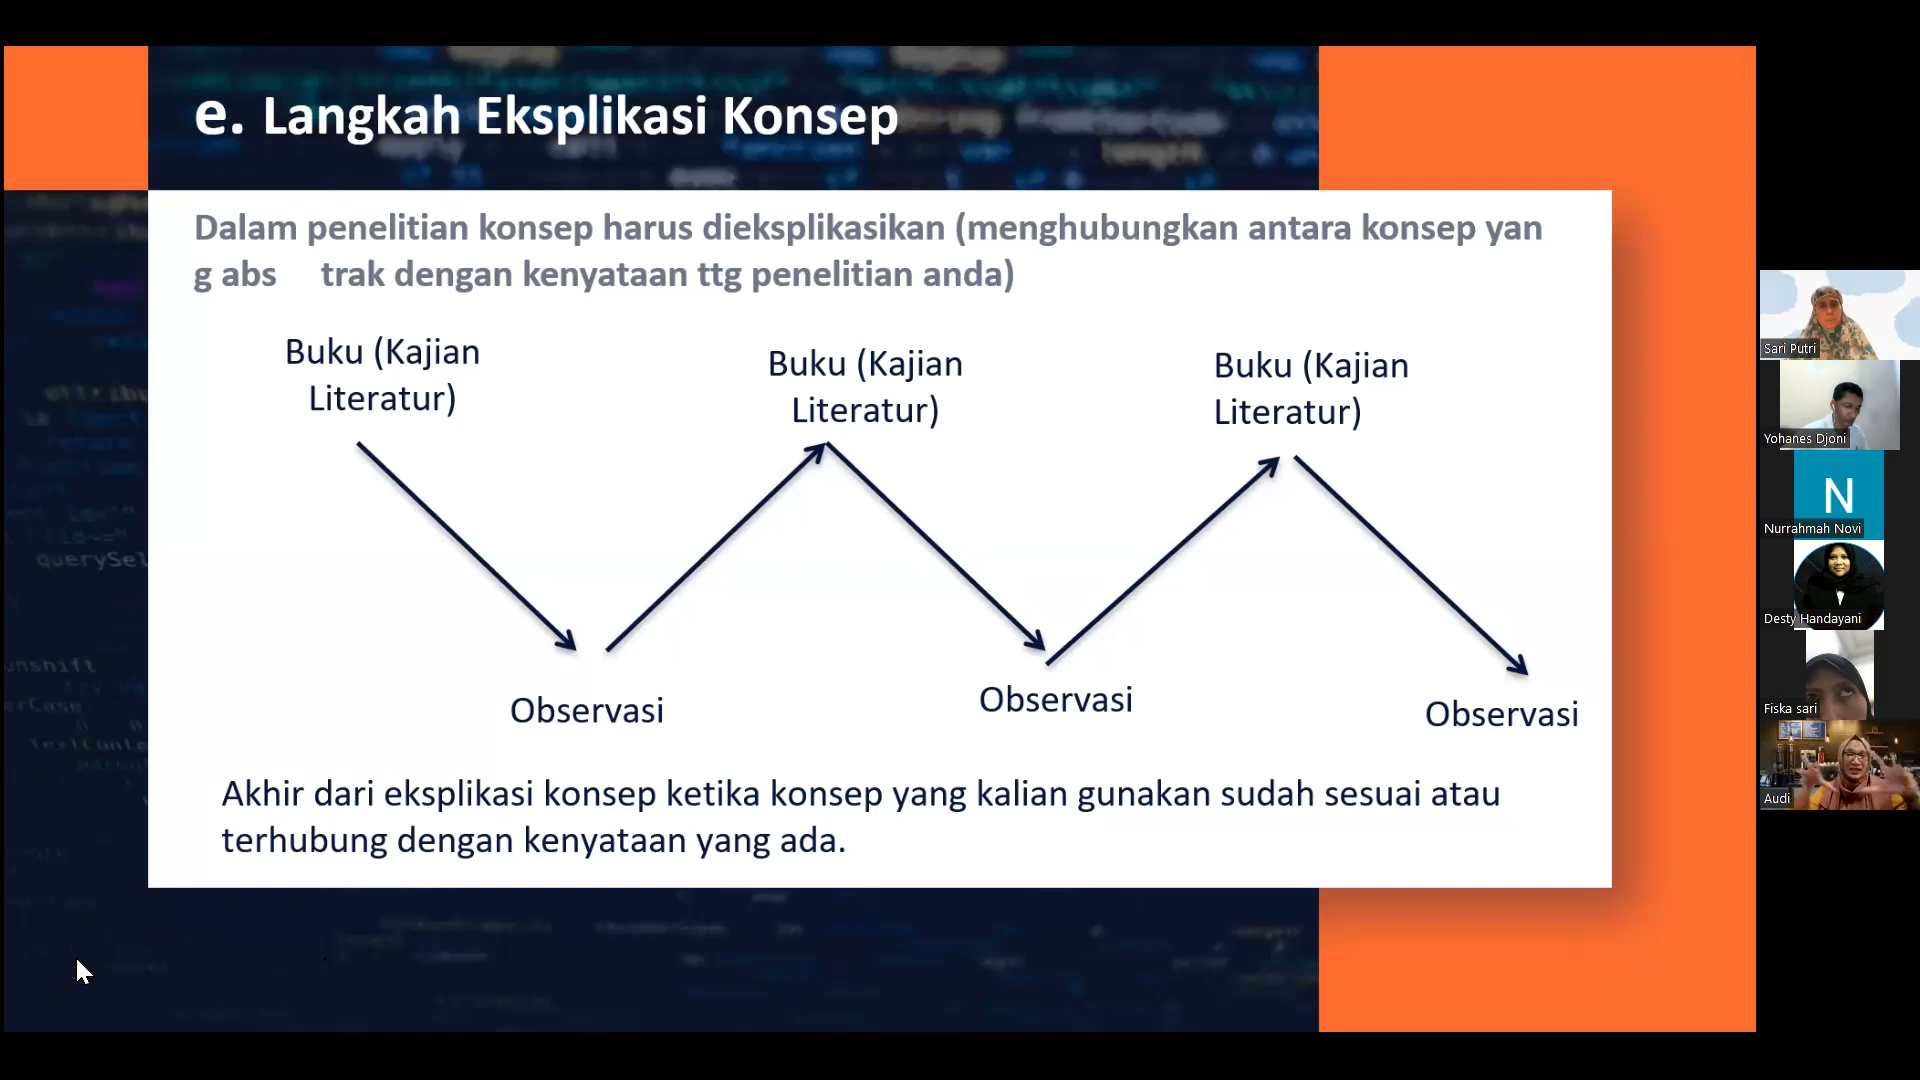 e. Langkah Eksplikasi Konsep
Dalam penelitian konsep harus dieksplikasikan (menghubungkan antara konsep yan
g abs trak dengan kenyataan ttg penelitian anda)
Buku (Kajian
Literatur)
Buku (Kajian
Literatur)
Buku (Kajian
Literatur)
Observasi
Observasi
Observasi
Akhir dari eksplikasi konsep ketika konsep yang kalian gunakan sudah sesuai atau
terhubung dengan kenyataan yang ada.
querySel
Sari Putri
Yohanes Djoni
N
Nurrahmah Novi
Desty Handayani
Fiska sari
Audi